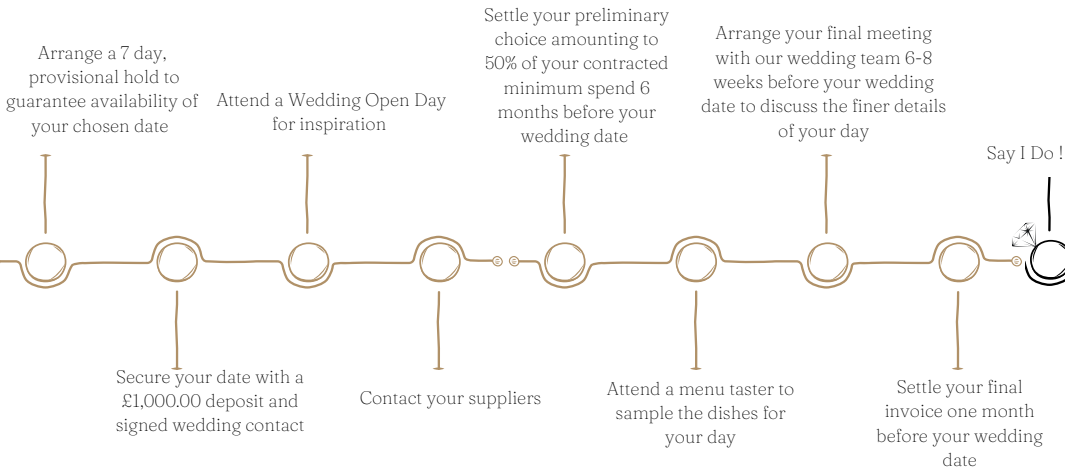 Arrange a 7 day,
provisional hold to
guarantee availability of
your chosen date
Secure your date with a
£1,000.00 deposit and
signed wedding contact
Attend a Wedding Open Day
for inspiration
Contact your suppliers
Settle your preliminary
choice amounting to
50% of your contracted
minimum spend 6
months before your
wedding date
Attend a menu taster to
sample the dishes for
your day
Arrange your final meeting
with our wedding team 6-8
weeks before your wedding
date to discuss the finer details
of your day
Settle your final
invoice one month
before your wedding
date
Say I Do !